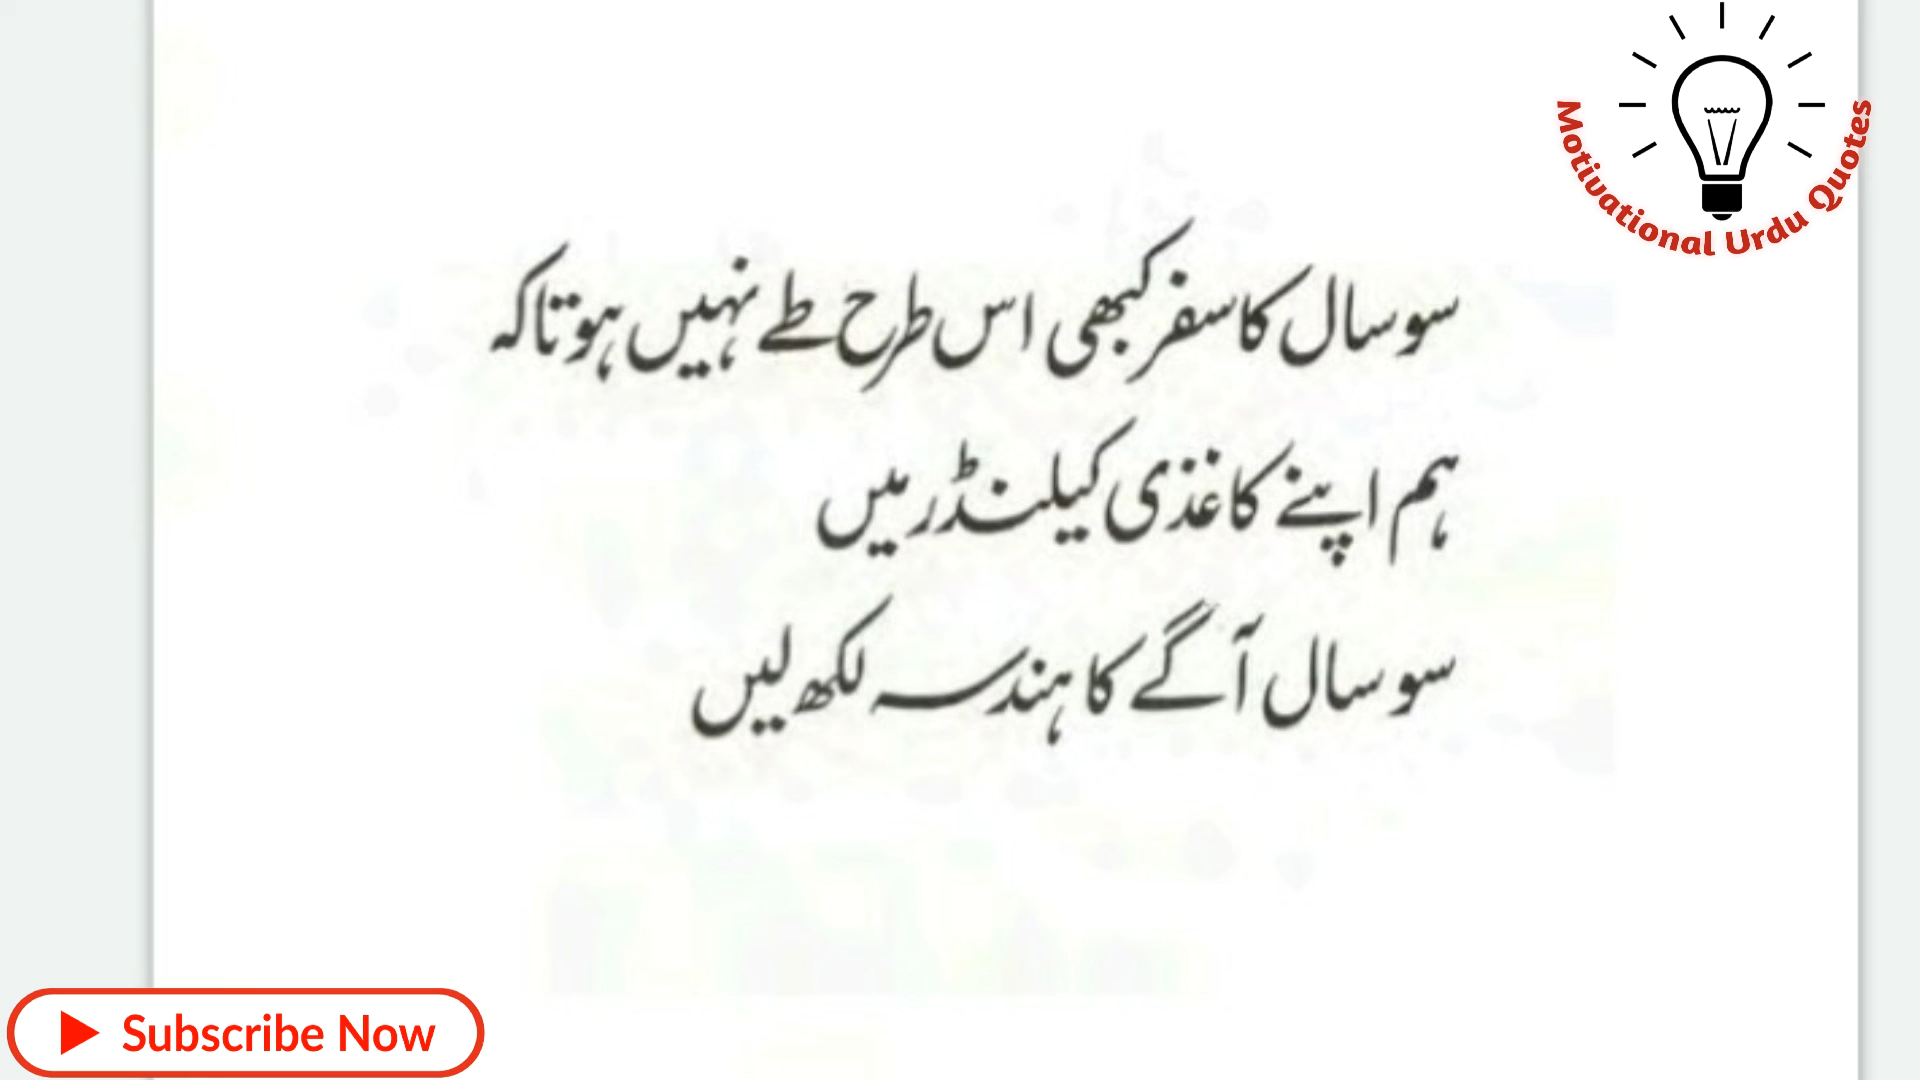 Motivational Urdu Quotes
سو سال کا سفر کبھی اس طرح طے نہیں ہوتا کہ
ہم اپنے کاغذی کیلنڈر میں
سو سال آگے کا ہندسہ لکھ لیں
Subscribe Now